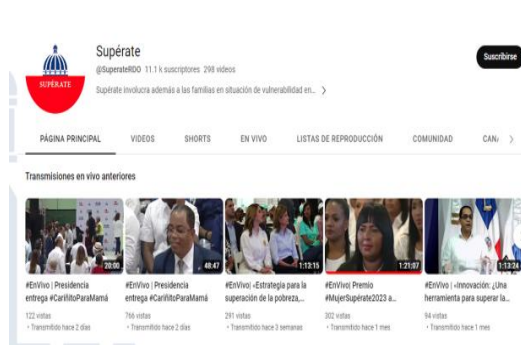 Supérate
@SuperateRDO 11.1 k suscriptores 298 videos
Supérate involucra además a las familias en situación de vulnerabilidad en...
Suscribirse
SUPÉRATE
PÁGINA PRINCIPAL VIDEOS SHORTS EN VIVO LISTAS DE REPRODUCCIÓN COMUNIDAD CAN
Transmisiones en vivo anteriores
20:00 48:47 1:13:15 1:21:07 1:13:24
#EnVivo | Presidencia entrega #CariñitoParaMamá
122 vistas
• Transmitido hace 2 días
#EnVivo | Presidencia entrega #CariñitoParaMamá
766 vistas
• Transmitido hace 2 días
#EnVivo| «Estrategia para la superación de la pobreza,...
291 vistas
• Transmitido hace 3 semanas
#EnVivo| Premio #MujerSupérate2023 a...
302 vistas
• Transmitido hace 1 mes
#EnVivo | «Innovación: ¿Una herramienta para superar la...
94 vistas
• Transmitido hace 1 mes